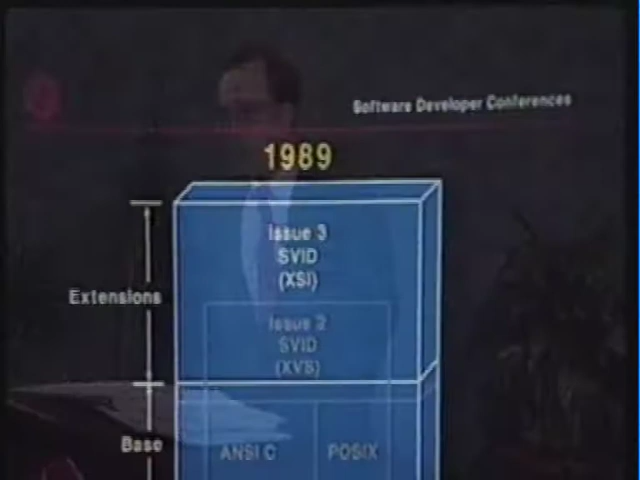 Software Developer Conferences
1989
Issue 3
SVID
(XSI)
Extensions
Issue 2
SVID
(XVS)
Base
ANSI C
POSIX